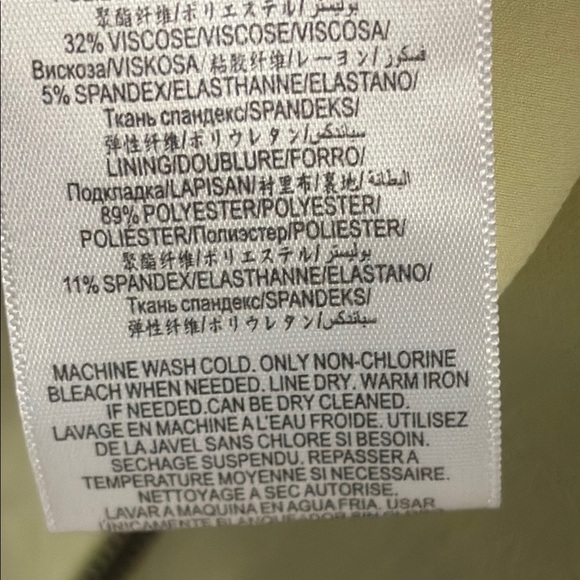 聚酯纤维/ポリエステル/بوليستر/
32% VISCOSE/VISCOSE/VISCOSA/
Вискоза/VISKOSA/粘胶纤维/レーヨン/فسكوز
5% SPANDEX/ELASTHANNE/ELASTANO/
Ткань спандекс/SPANDEKS/
弹性纤维/ポリウレタン/سباندكس
LINING/DOUBLURE/FORRO/
Подкладка/LAPISAN/衬里布/裏地/البطانة/
89% POLYESTER/POLYESTER/
POLIÉSTER/Полиэстер/POLIESTER/
聚酯纤维/ポリエステル/بوليستر/
11% SPANDEX/ELASTHANNE/ELASTANO/
Ткань спандекс/SPANDEKS/
弹性纤维/ポリウレタン/سباندكس
MACHINE WASH COLD. ONLY NON-CHLORINE
BLEACH WHEN NEEDED. LINE DRY. WARM IRON
IF NEEDED.CAN BE DRY CLEANED.
LAVAGE EN MACHINE A L'EAU FROIDE. UTILISEZ
DE LA JAVEL SANS CHLORE SI BESOIN.
SECHAGE SUSPENDU. REPASSER A
TEMPERATURE MOYENNE SI NECESSAIRE.
NETTOYAGE A SEC AUTORISE.
LAVAR A MAQUINA EN AGUA FRIA. USAR
UNICAMENTE BLANQUEADOR SIN